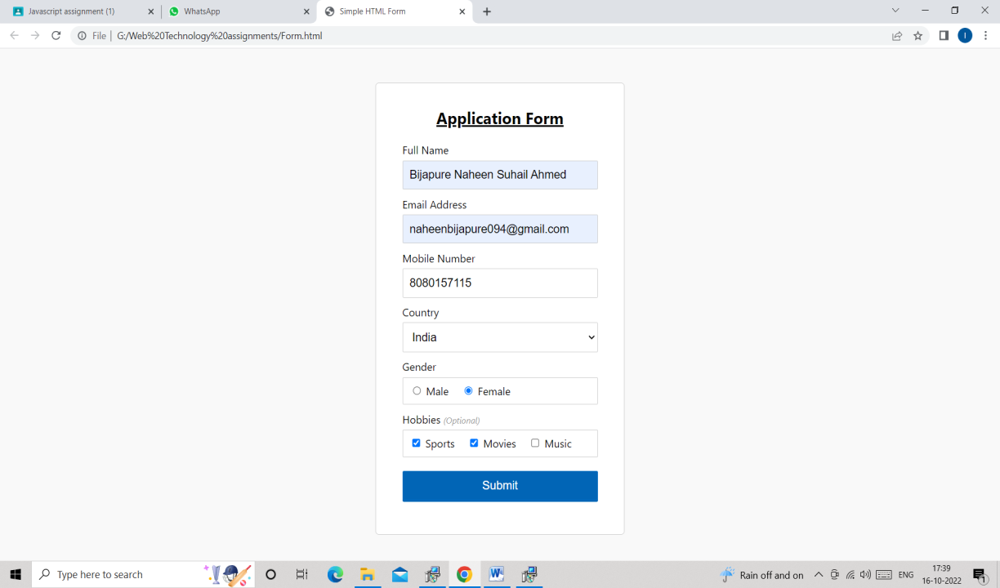 Javascript assignment (1)
WhatsApp
Simple HTML Form
File
G:/Web%20Technology%20assignments/Form.html
I
Application Form
Full Name
Bijapure Naheen Suhail Ahmed
Email Address
naheenbijapure094@gmail.com
Mobile Number
8080157115
Country
India
Gender
Male Female
Hobbies (Optional)
Sports Movies Music
Submit
Type here to search
W
Rain off and on
ENG
17:39
16-10-2022
1